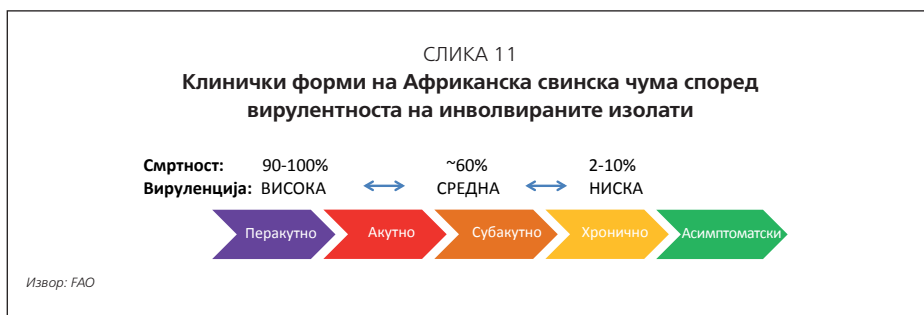 СЛИКА 11
Клинички форми на Африканска свинска чума според
вирулентноста на инволвираните изолати
Смртност: 90-100% ~60% 2-10%
Вируленција: ВИСОКА СРЕДНА НИСКА
Перакутно Акутно Субакутно Хронично Асимптоматски
Извор: FAO